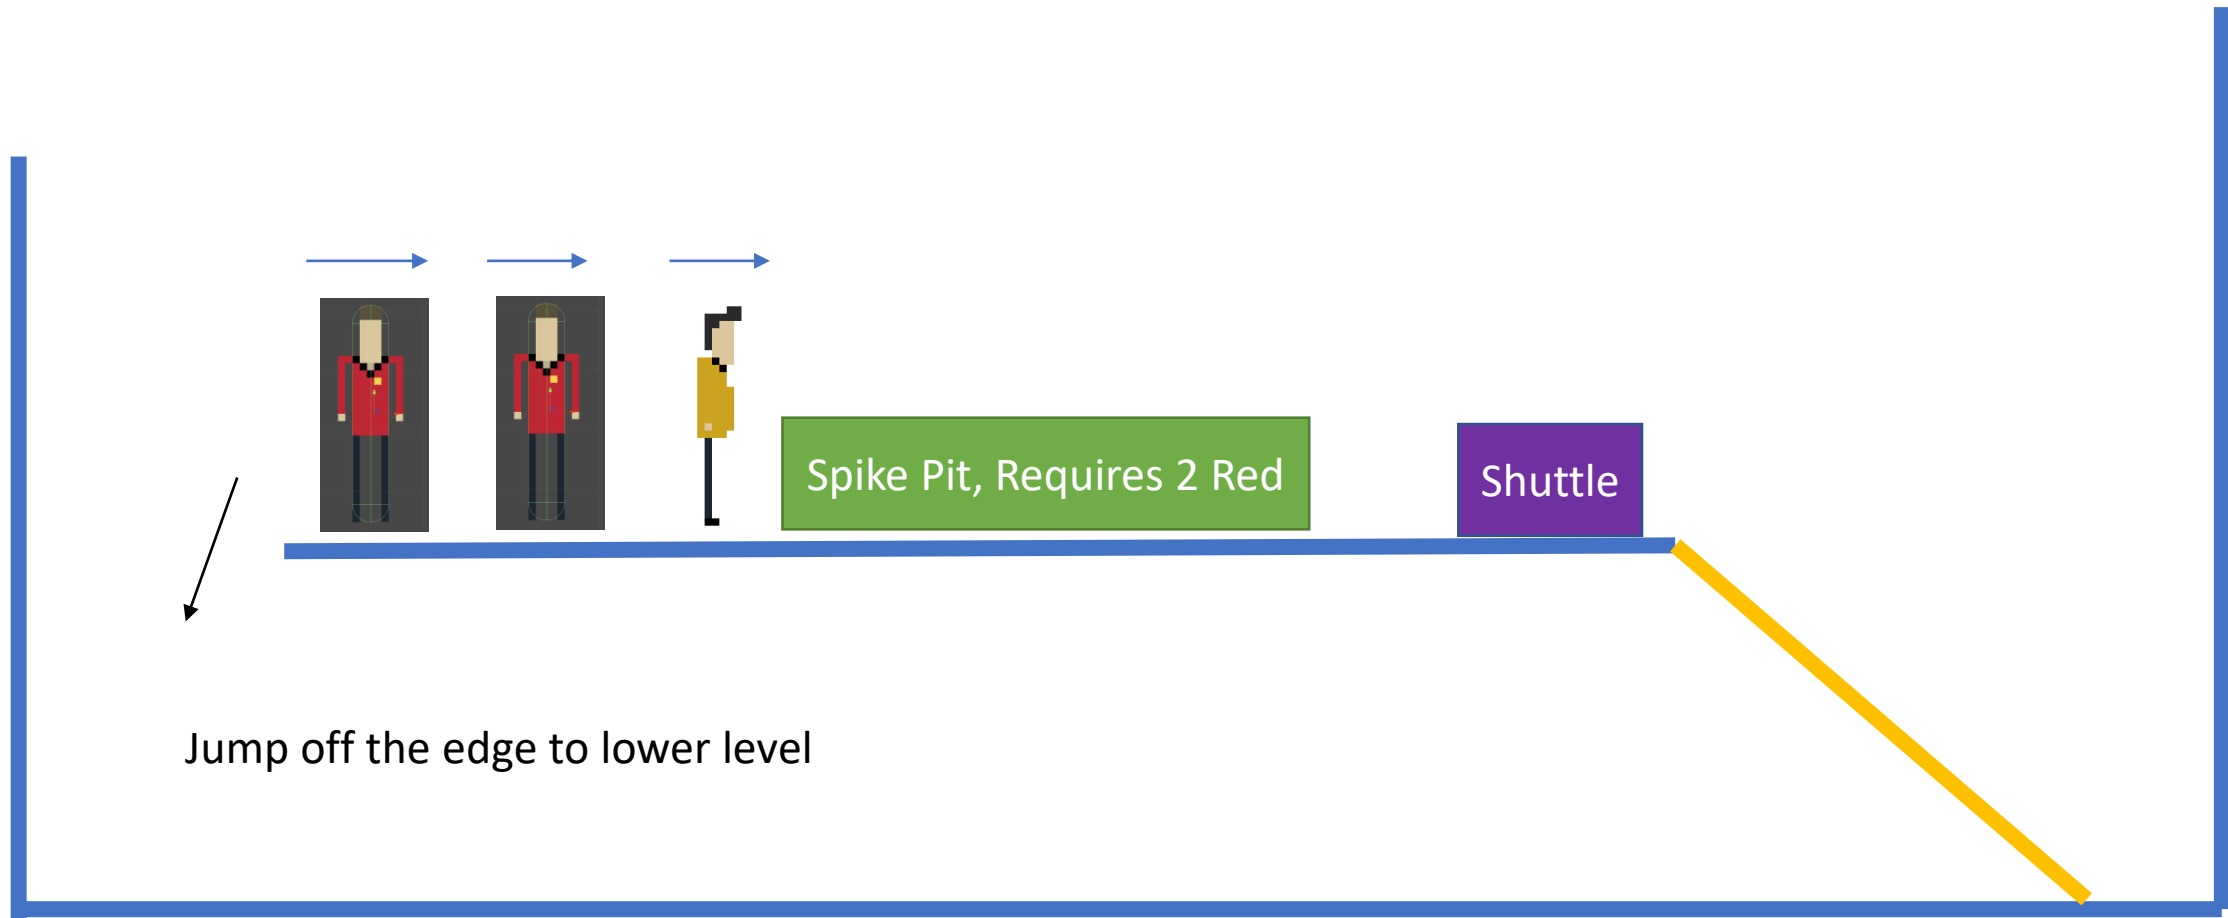 Spike Pit, Requires 2 Red
Shuttle
Jump off the edge to lower level